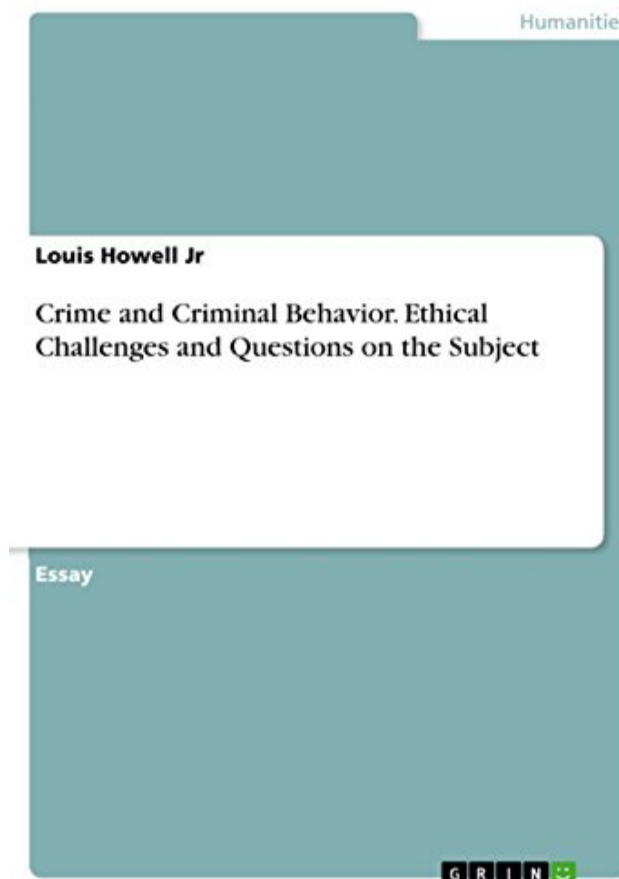 Humanitie
Louis Howell Jr
Crime and Criminal Behavior. Ethical
Challenges and Questions on the Subject
Essay
GRIN